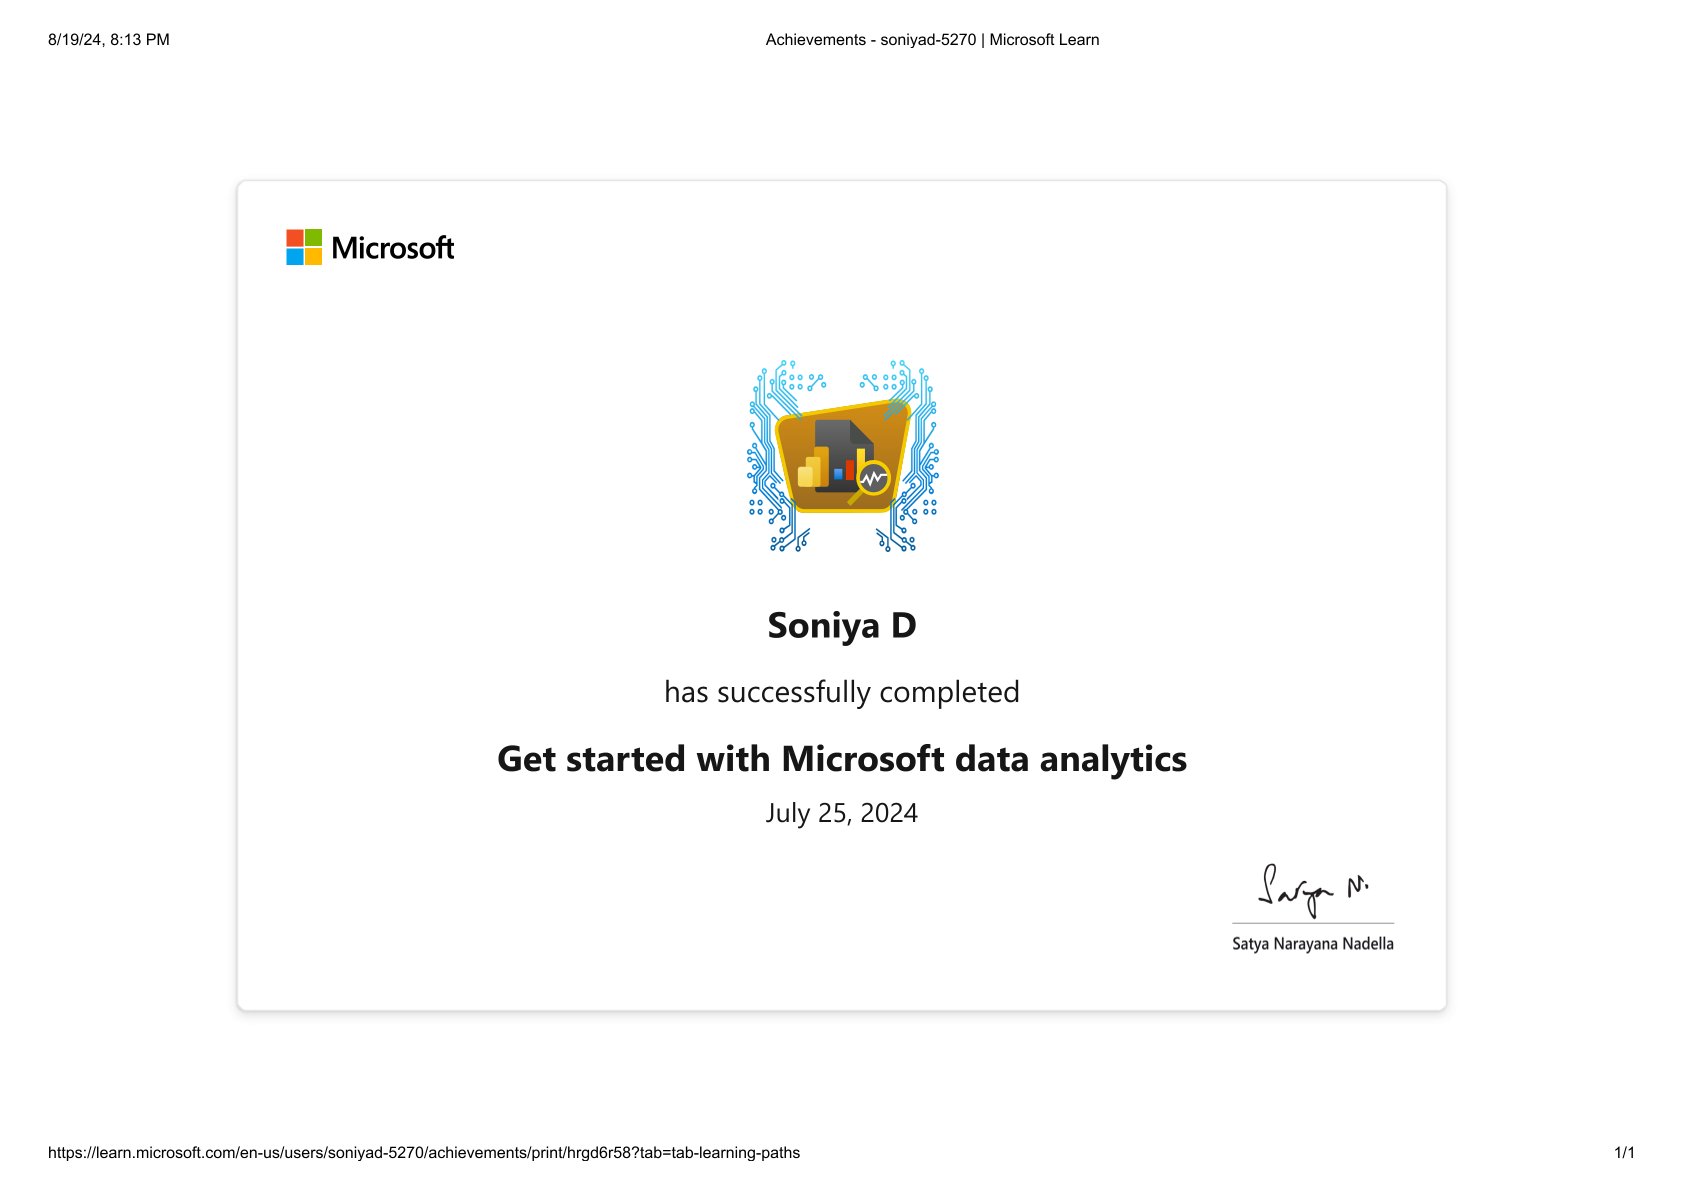 8/19/24, 8:13 PM
Achievements - soniyad-5270 | Microsoft Learn
Microsoft
Soniya D
has successfully completed
Get started with Microsoft data analytics
July 25, 2024
Satya N.
Satya Narayana Nadella
https://learn.microsoft.com/en-us/users/soniyad-5270/achievements/print/hrgd6r58?tab=tab-learning-paths
1/1